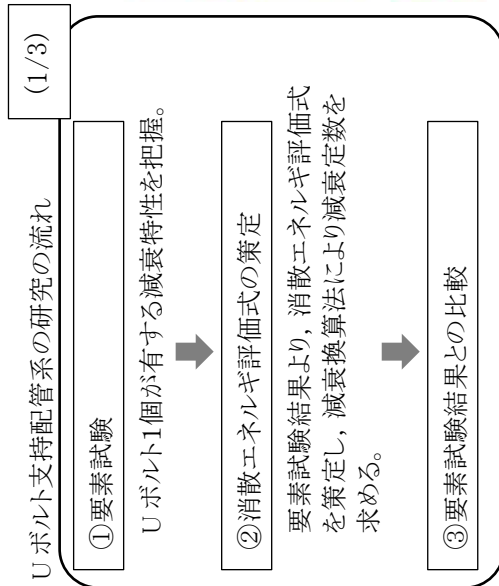 Uボルト支持配管系の研究の流れ
(1/3)
①要素試験
Uボルト1個が有する減衰特性を把握。
②消散エネルギ評価式の策定
要素試験結果より，消散エネルギ評価式
を策定し，減衰換算法により減衰定数を
求める。
③要素試験結果との比較